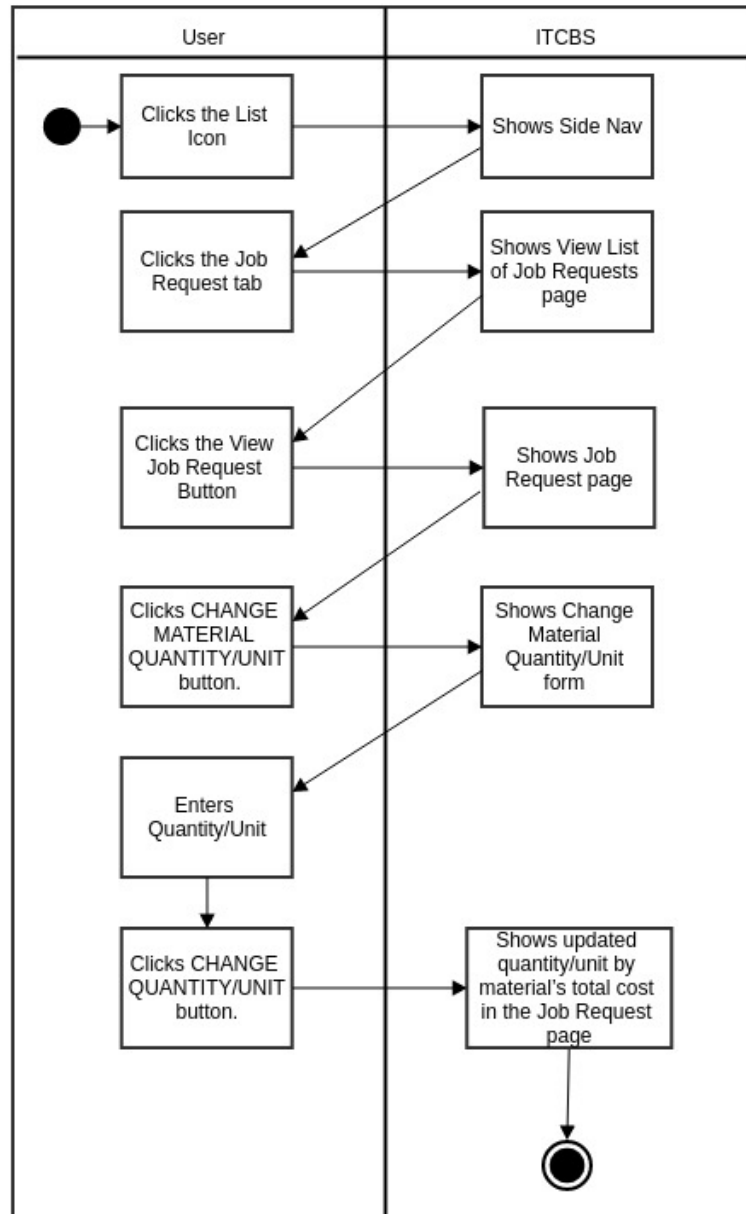 User
ITCBS
Clicks the List
Icon
Shows Side Nav
Clicks the Job
Request tab
Shows View List
of Job Requests
page
Clicks the View
Job Request
Button
Shows Job
Request page
Clicks CHANGE
MATERIAL
QUANTITY/UNIT
button.
Shows Change
Material
Quantity/Unit
form
Enters
Quantity/Unit
Clicks CHANGE
QUANTITY/UNIT
button.
Shows updated
quantity/unit by
material's total cost
in the Job Request
page